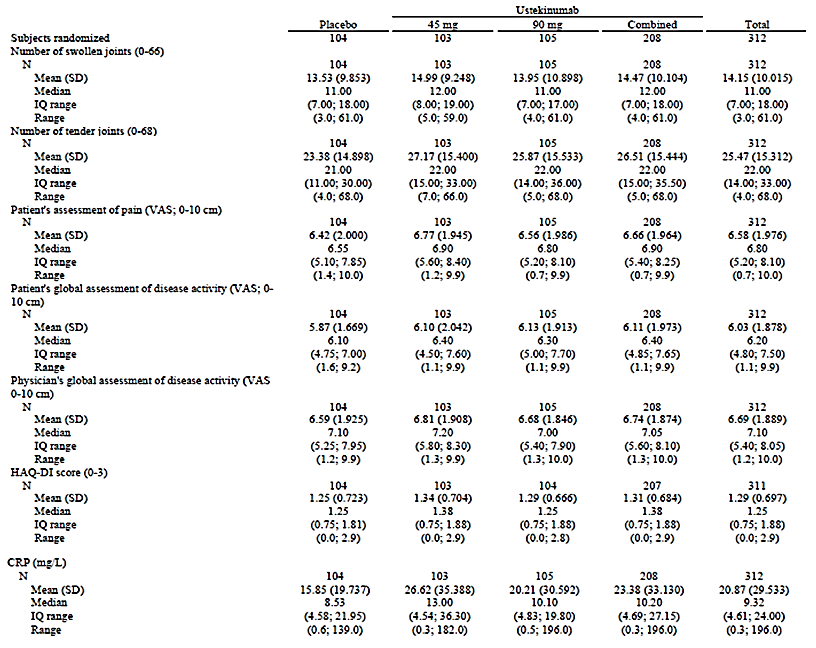 Ustekinumab
Placebo 45 mg 90 mg Combined Total
Subjects randomized 104 103 105 208 312
Number of swollen joints (0-66)
N 104 103 105 208 312
Mean (SD) 13.53 (9.853) 14.99 (9.248) 13.95 (10.898) 14.47 (10.104) 14.15 (10.015)
Median 11.00 12.00 11.00 12.00 11.00
IQ range (7.00; 18.00) (8.00; 19.00) (7.00; 17.00) (7.00; 18.00) (7.00; 18.00)
Range (3.0; 61.0) (5.0; 59.0) (4.0; 61.0) (4.0; 61.0) (3.0; 61.0)
Number of tender joints (0-68)
N 104 103 105 208 312
Mean (SD) 23.38 (14.898) 27.17 (15.400) 25.87 (15.533) 26.51 (15.444) 25.47 (15.312)
Median 21.00 22.00 22.00 22.00 22.00
IQ range (11.00; 30.00) (15.00; 33.00) (14.00; 36.00) (15.00; 35.50) (14.00; 33.00)
Range (4.0; 68.0) (7.0; 66.0) (5.0; 68.0) (5.0; 68.0) (4.0; 68.0)
Patient's assessment of pain (VAS; 0-10 cm)
N 104 103 105 208 312
Mean (SD) 6.42 (2.000) 6.77 (1.945) 6.56 (1.986) 6.66 (1.964) 6.58 (1.976)
Median 6.55 6.90 6.80 6.90 6.80
IQ range (5.10; 7.85) (5.60; 8.40) (5.20; 8.10) (5.40; 8.25) (5.20; 8.10)
Range (1.4; 10.0) (1.2; 9.9) (0.7; 9.9) (0.7; 9.9) (0.7; 10.0)
Patient's global assessment of disease activity (VAS; 0-
10 cm)
N 104 103 105 208 312
Mean (SD) 5.87 (1.669) 6.10 (2.042) 6.13 (1.913) 6.11 (1.973) 6.03 (1.878)
Median 6.10 6.40 6.30 6.40 6.20
IQ range (4.75; 7.00) (4.50; 7.60) (5.00; 7.70) (4.85; 7.65) (4.80; 7.50)
Range (1.6; 9.2) (1.1; 9.9) (1.1; 9.9) (1.1; 9.9) (1.1; 9.9)
Physician's global assessment of disease activity (VAS
0-10 cm)
N 104 103 105 208 312
Mean (SD) 6.59 (1.925) 6.81 (1.908) 6.68 (1.846) 6.74 (1.874) 6.69 (1.889)
Median 7.10 7.20 7.00 7.05 7.10
IQ range (5.25; 7.95) (5.80; 8.30) (5.40; 7.90) (5.60; 8.10) (5.40; 8.05)
Range (1.2; 9.9) (1.3; 9.9) (1.3; 10.0) (1.3; 10.0) (1.2; 10.0)
HAQ-DI score (0-3)
N 104 103 104 207 311
Mean (SD) 1.25 (0.723) 1.34 (0.704) 1.29 (0.666) 1.31 (0.684) 1.29 (0.697)
Median 1.25 1.38 1.25 1.38 1.25
IQ range (0.75; 1.81) (0.75; 1.88) (0.75; 1.88) (0.75; 1.88) (0.75; 1.88)
Range (0.0; 2.9) (0.0; 2.9) (0.0; 2.8) (0.0; 2.9) (0.0; 2.9)
CRP (mg/L)
N 104 103 105 208 312
Mean (SD) 15.85 (19.737) 26.62 (35.388) 20.21 (30.592) 23.38 (33.130) 20.87 (29.533)
Median 8.53 13.00 10.10 10.20 9.32
IQ range (4.58; 21.95) (4.54; 36.30) (4.83; 19.80) (4.69; 27.15) (4.61; 24.00)
Range (0.6; 139.0) (0.3; 182.0) (0.5; 196.0) (0.3; 196.0) (0.3; 196.0)